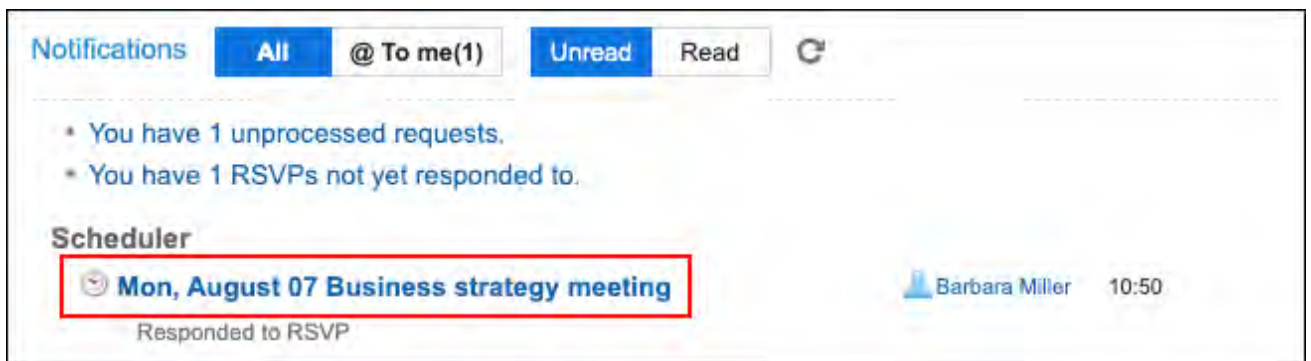 Notifications All @ To me(1) Unread Read
• You have 1 unprocessed requests.
• You have 1 RSVPs not yet responded to.
Scheduler
Mon, August 07 Business strategy meeting Barbara Miller 10:50
Responded to RSVP